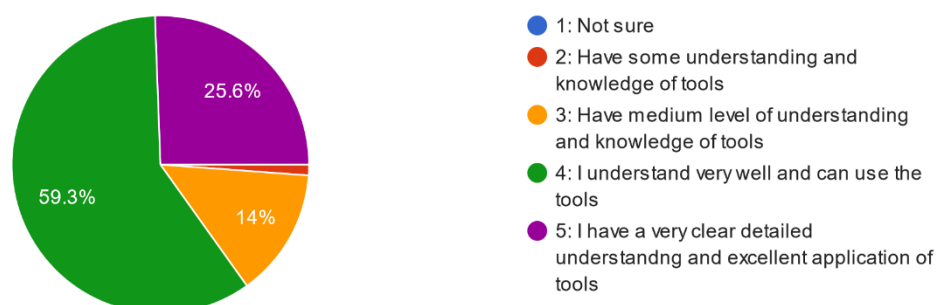 25.6%
59.3%
14%
1: Not sure
2: Have some understanding and
knowledge of tools
3: Have medium level of understanding
and knowledge of tools
4: I understand very well and can use the
tools
5: I have a very clear detailed
understandng and excellent application of
tools